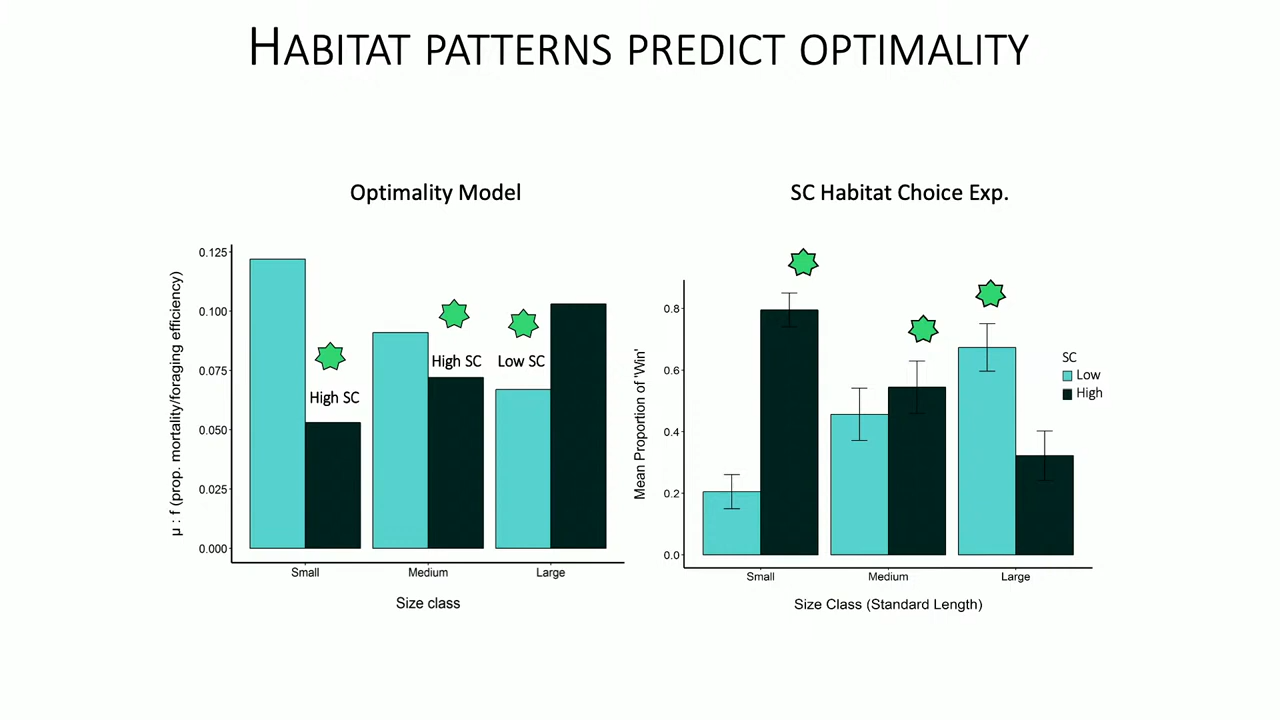 HABITAT PATTERNS PREDICT OPTIMALITY
Optimality Model
μ : f (prop. mortality/foraging efficiency)
0.125
0.100
0.075
0.050
0.025
0.000
High SC
High SC
Low SC
Small
Medium
Large
Size class
SC Habitat Choice Exp.
Mean Proportion of 'Win'
0.8
0.6
0.4
0.2
0.0
Small
Medium
Large
Size Class (Standard Length)
SC
Low
High